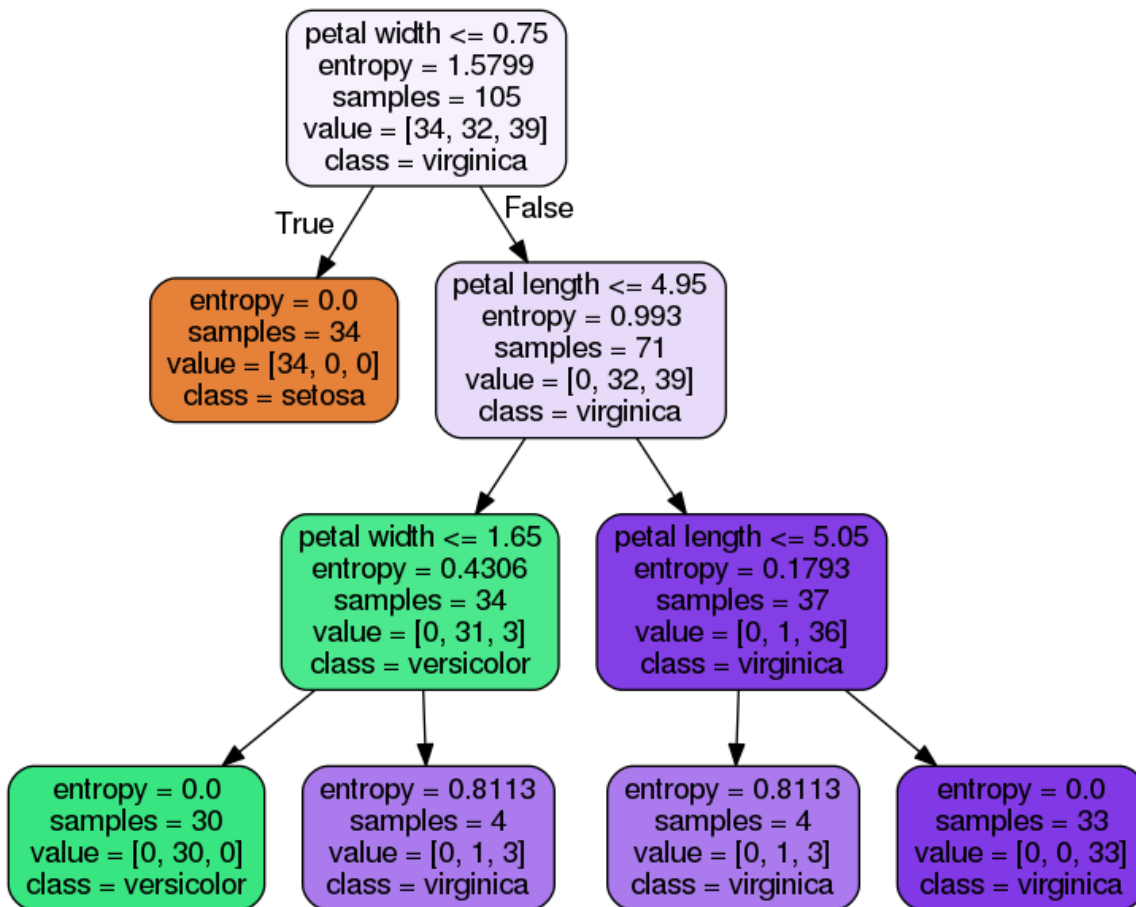 petal width <= 0.75
entropy = 1.5799
samples = 105
value = [34, 32, 39]
class = virginica
True
False
entropy = 0.0
samples = 34
value = [34, 0, 0]
class = setosa
petal length <= 4.95
entropy = 0.993
samples = 71
value = [0, 32, 39]
class = virginica
petal width <= 1.65
entropy = 0.4306
samples = 34
value = [0, 31, 3]
class = versicolor
petal length <= 5.05
entropy = 0.1793
samples = 37
value = [0, 1, 36]
class = virginica
entropy = 0.0
samples = 30
value = [0, 30, 0]
class = versicolor
entropy = 0.8113
samples = 4
value = [0, 1, 3]
class = virginica
entropy = 0.8113
samples = 4
value = [0, 1, 3]
class = virginica
entropy = 0.0
samples = 33
value = [0, 0, 33]
class = virginica